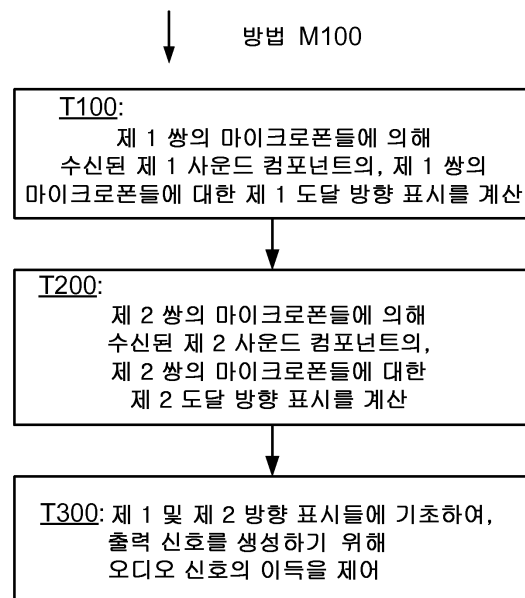 방법 M100
T100:
제 1 쌍의 마이크로폰들에 의해
수신된 제 1 사운드 컴포넌트의, 제 1 쌍의
마이크로폰들에 대한 제 1 도달 방향 표시를 계산
T200:
제 2 쌍의 마이크로폰들에 의해
수신된 제 2 사운드 컴포넌트의,
제 2 쌍의 마이크로폰들에 대한
제 2 도달 방향 표시를 계산
T300: 제 1 및 제 2 방향 표시들에 기초하여,
출력 신호를 생성하기 위해
오디오 신호의 이득을 제어